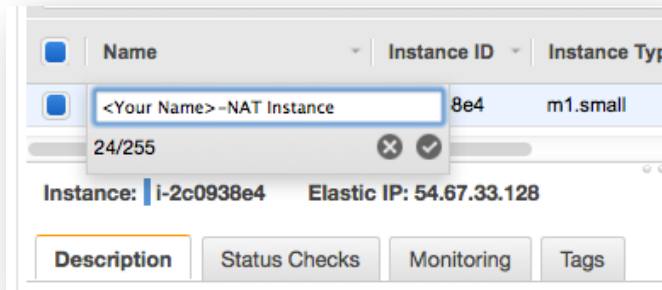 Name Instance ID Instance Typ
<Your Name>-NAT Instance 8e4 m1.small
24/255
Instance: i-2c0938e4 Elastic IP: 54.67.33.128
Description Status Checks Monitoring Tags